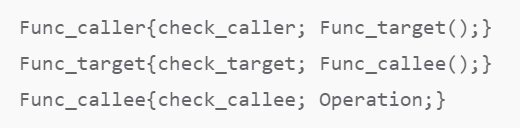 Func_caller{check_caller; Func_target();}
Func_target{check_target; Func_callee();}
Func_callee{check_callee; Operation;}